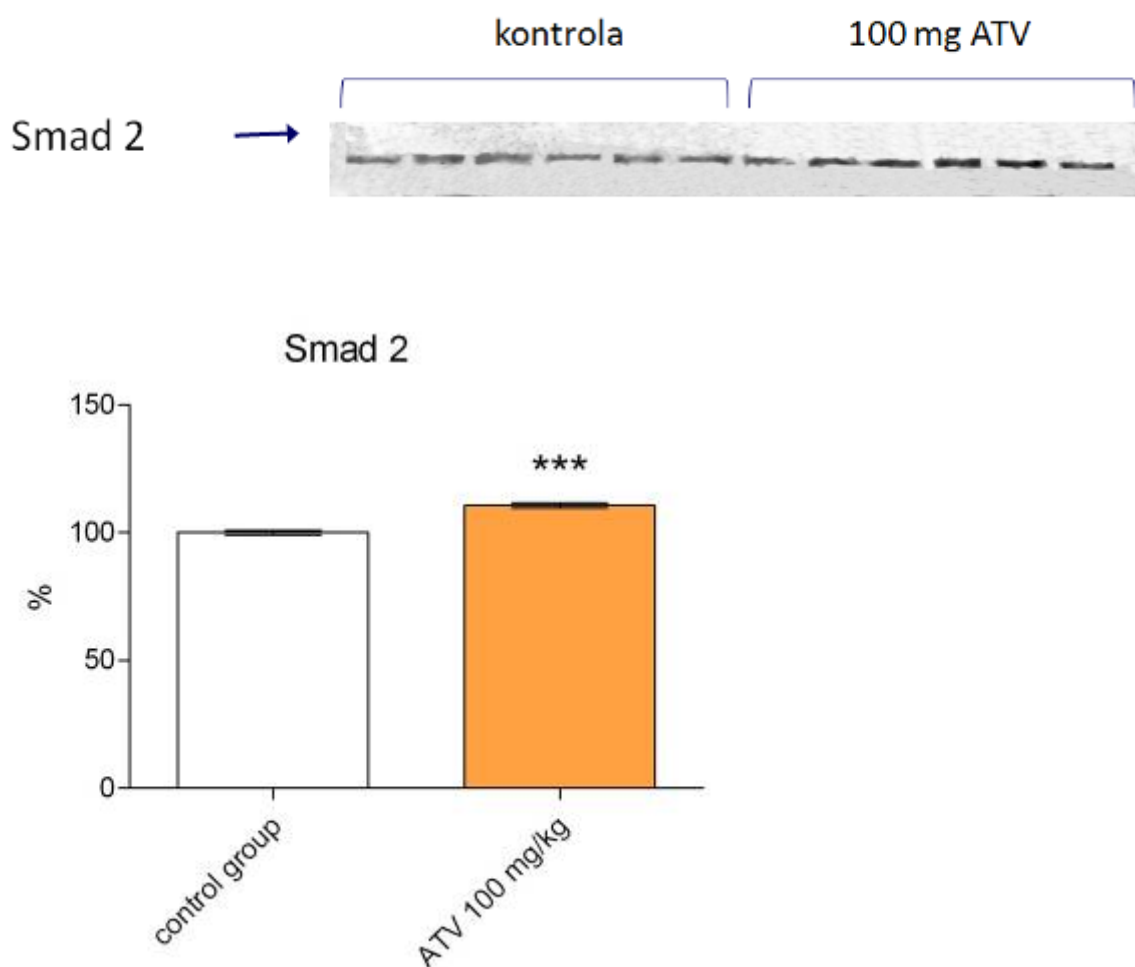 kontrola 100 mg ATV
Smad 2
Smad 2
150
***
100
%
50
0
control group
ATV 100 mg/kg